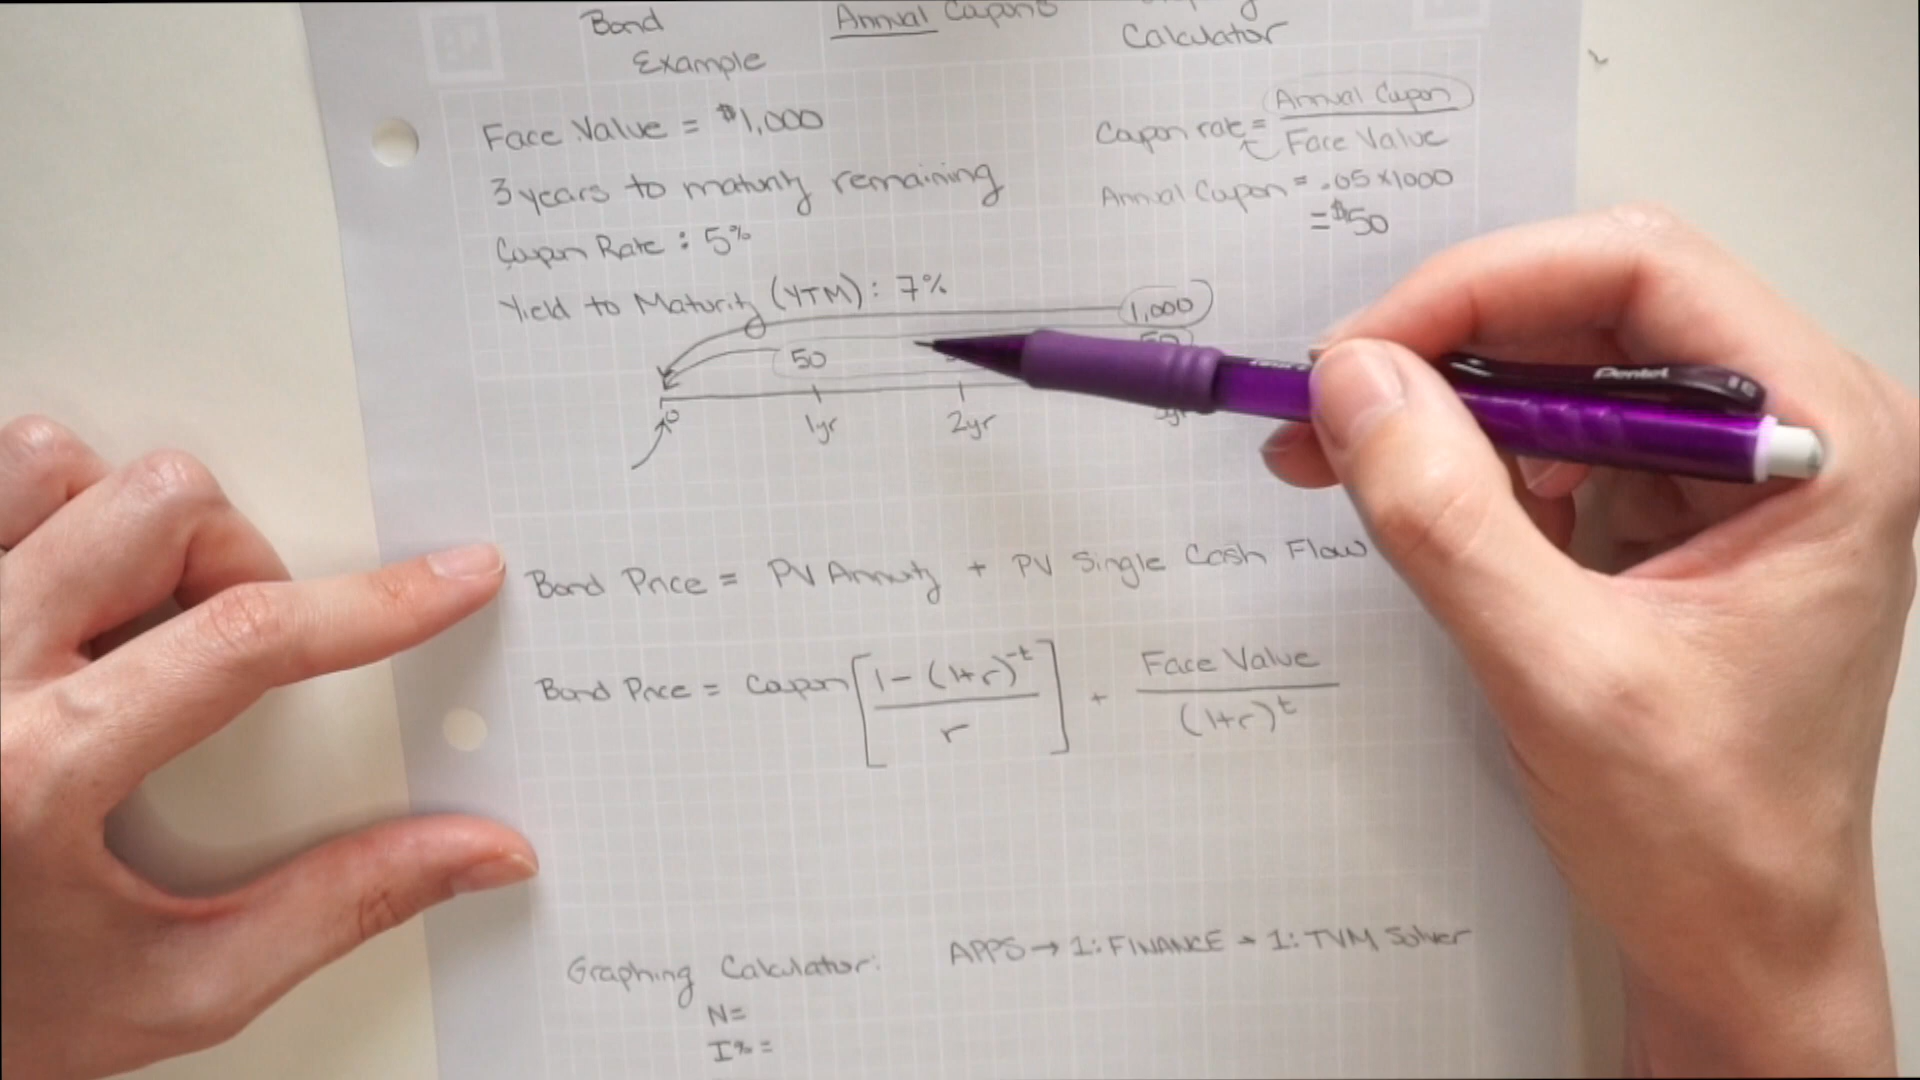 Bond
Example
Annual Coupons
Calculator
Face Value = $1,000
3 years to maturity remaining
Coupon Rate : 5%
Yield to Maturity (YTM): 7%
Coupon rate = Annual Coupon
Face Value
Annual Coupon = .05 x 1000
= $50
1,000
50
50
0
1yr
2yr
Bond Price = PV Annuity + PV Single Cash Flow
Bond Price = Coupon [ 1 - (1+r)^-t
r ] + Face Value
(1+r)^t
Graphing Calculator: APPS → 1: FINANCE → 1: TVM Solver
N=
I% =
Pentel